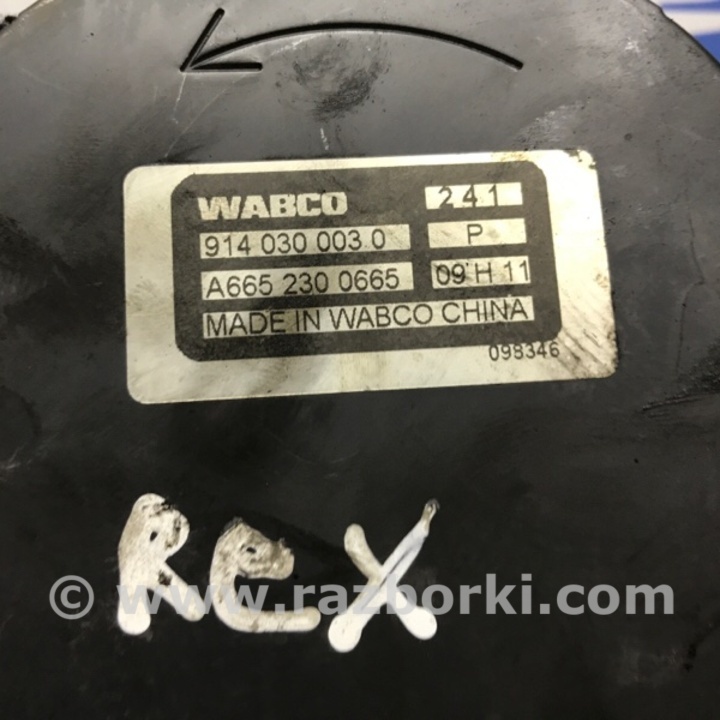 WABCO 241
914 030 003 0 P
A665 230 0665 09 H 11
MADE IN WABCO CHINA
098346
REX
© www.razborki.com